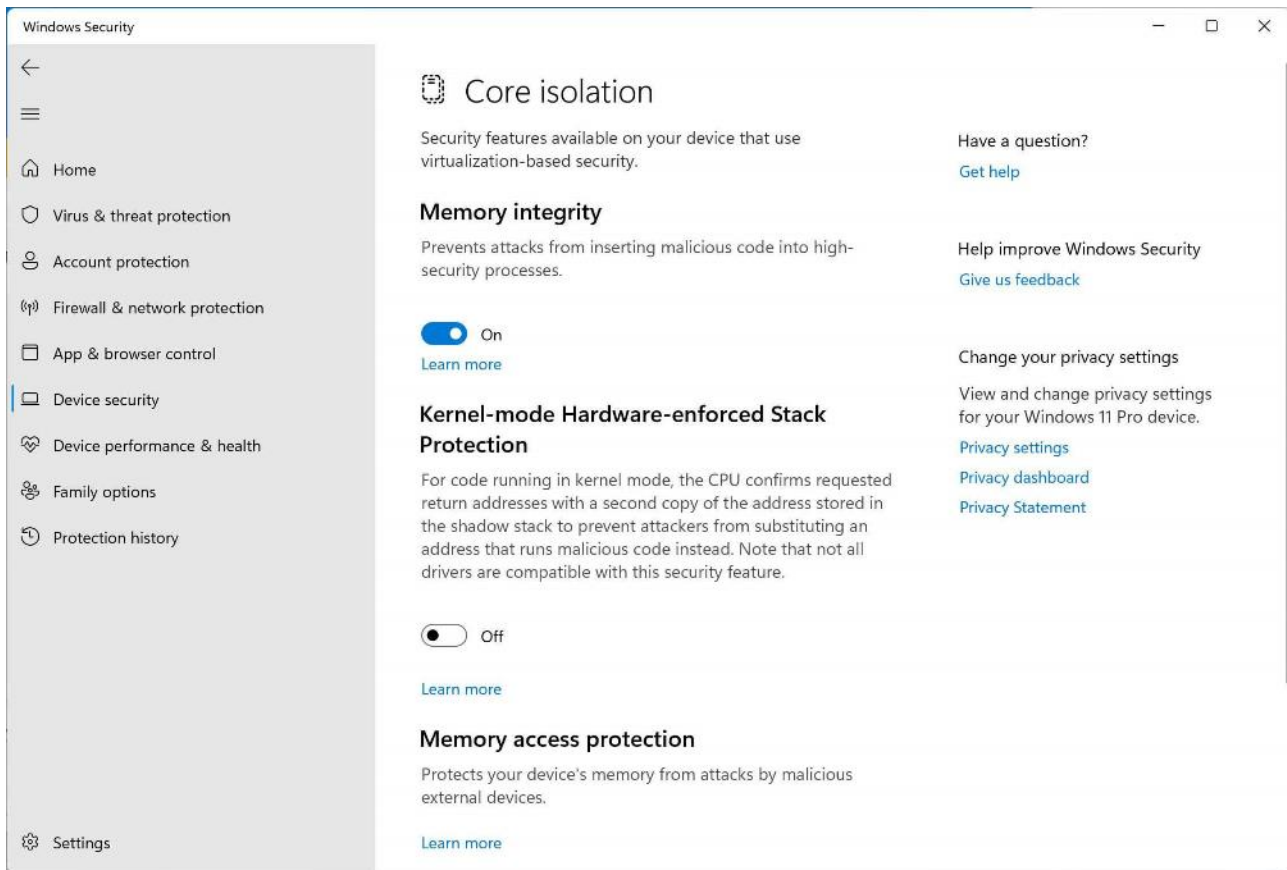 Windows Security
Home
Virus & threat protection
Account protection
Firewall & network protection
App & browser control
Device security
Device performance & health
Family options
Protection history
Settings
Core isolation
Security features available on your device that use
virtualization-based security.
Memory integrity
Prevents attacks from inserting malicious code into high-
security processes.
On
Learn more
Kernel-mode Hardware-enforced Stack
Protection
For code running in kernel mode, the CPU confirms requested
return addresses with a second copy of the address stored in
the shadow stack to prevent attackers from substituting an
address that runs malicious code instead. Note that not all
drivers are compatible with this security feature.
Off
Learn more
Memory access protection
Protects your device's memory from attacks by malicious
external devices.
Learn more
Have a question?
Get help
Help improve Windows Security
Give us feedback
Change your privacy settings
View and change privacy settings
for your Windows 11 Pro device.
Privacy settings
Privacy dashboard
Privacy Statement